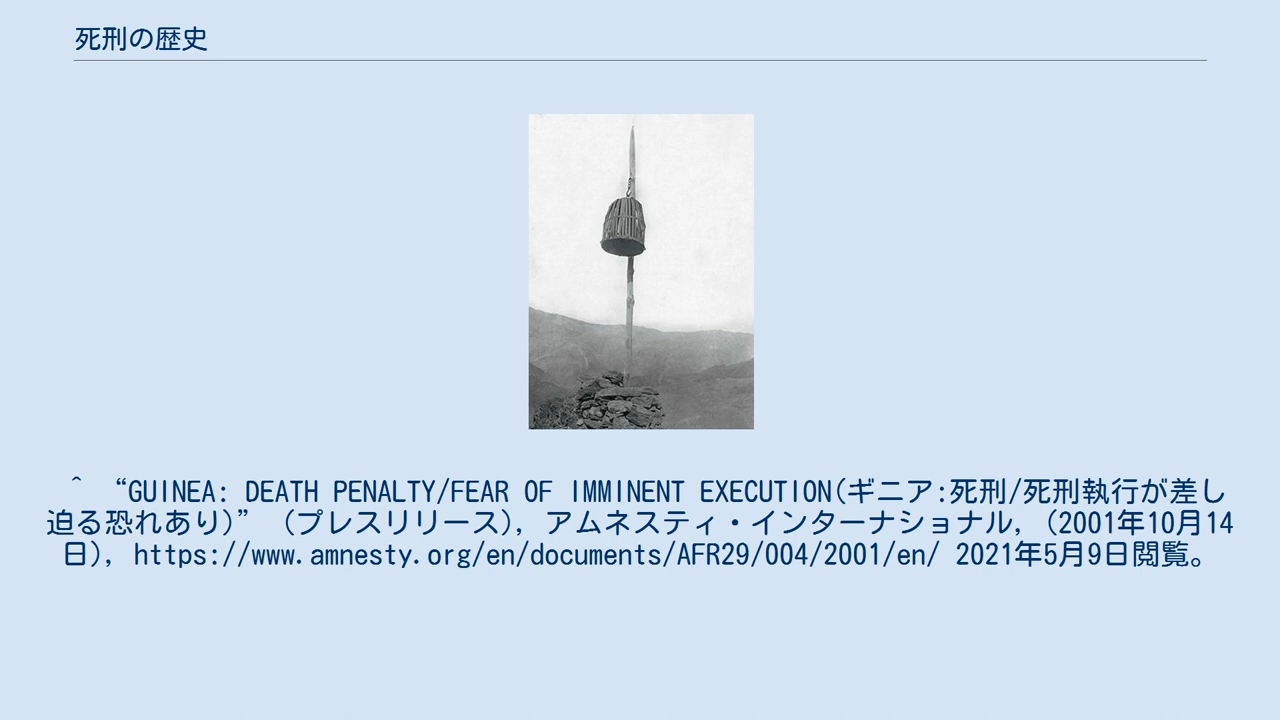 死刑の歴史
^ “GUINEA: DEATH PENALTY/FEAR OF IMMINENT EXECUTION(ギニア:死刑/死刑執行が差し
迫る恐れあり)” (プレスリリース), アムネスティ・インターナショナル, (2001年10月14
日), https://www.amnesty.org/en/documents/AFR29/004/2001/en/ 2021年5月9日閲覧。